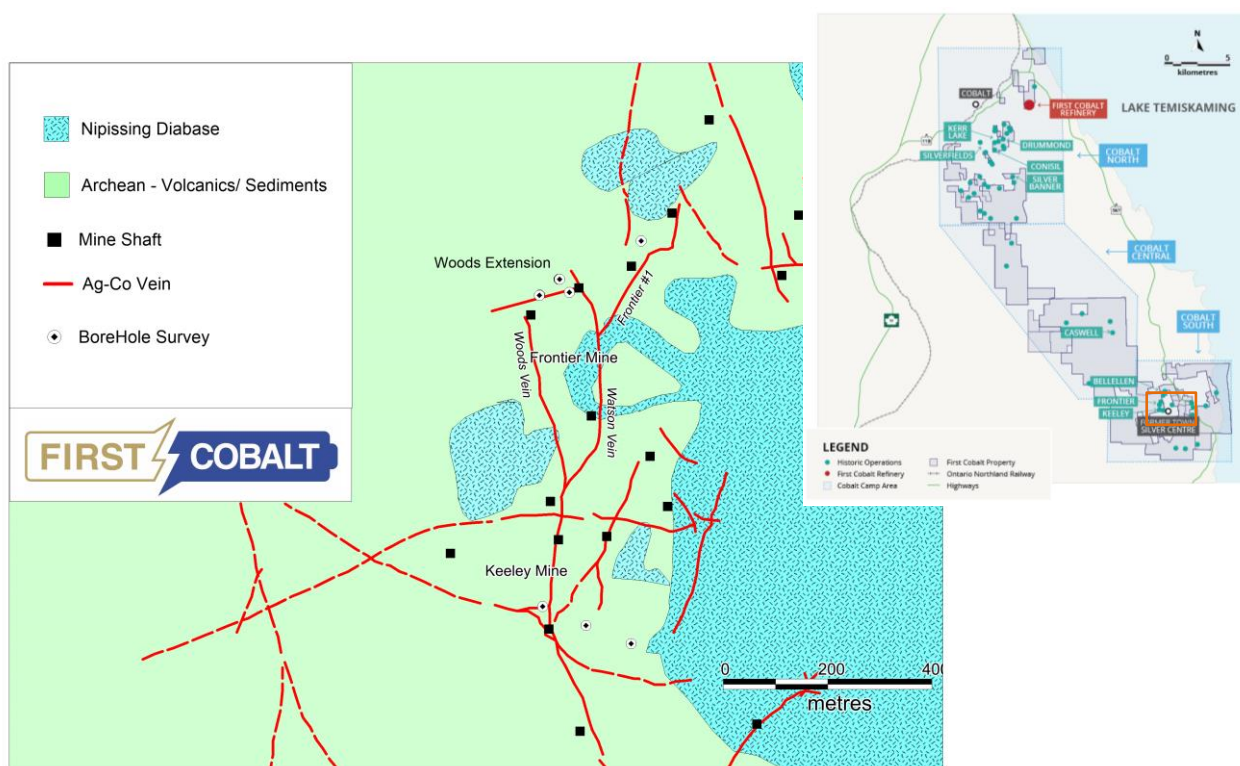 Nipissing Diabase
Archean - Volcanics/ Sediments
Mine Shaft
Ag-Co Vein
BoreHole Survey
FIRST COBALT
Woods Extension
Frontier #1
Frontier Mine
Woods Vein
Watson Vein
Keeley Mine
0 200 400
metres
N
0 5
kilometres
COBALT
FIRST COBALT
REFINERY
LAKE TEMISKAMING
KERR
LAKE
DRUMMOND
SILVERFIELDS
COBALT
NORTH
CONISIL
SILVER
BANNER
567
COBALT
CENTRAL
COBALT
SOUTH
CASWELL
BELLELLEN
FRONTIER
KEELEY
FORMER TOWN
SILVER CENTRE
LEGEND
Historic Operations
First Cobalt Refinery
Cobalt Camp Area
First Cobalt Property
Ontario Northland Railway
Highways